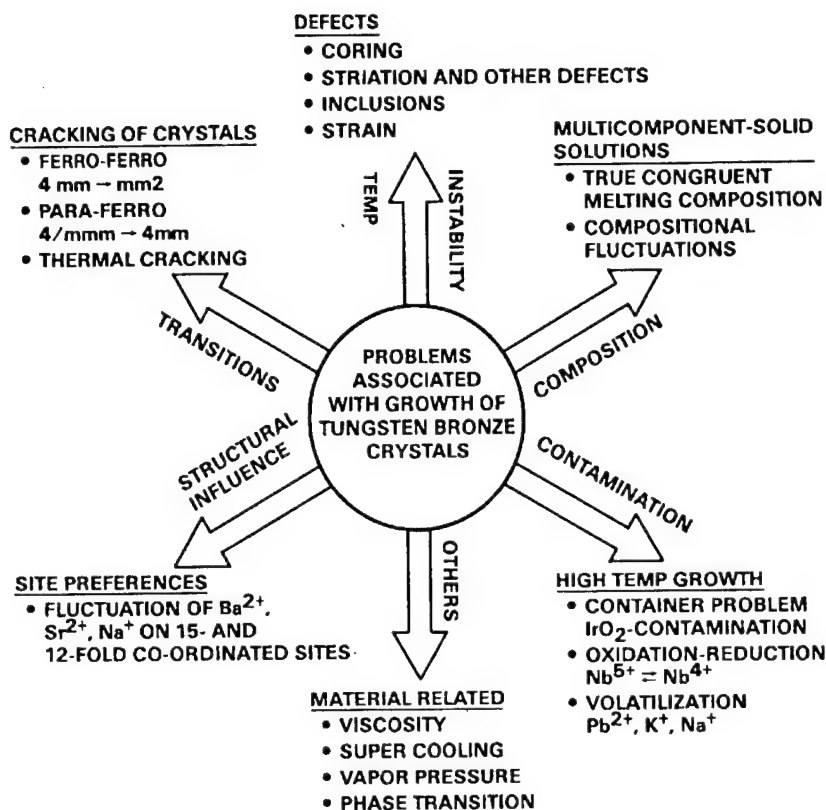 DEFECTS
• CORING
• STRIATION AND OTHER DEFECTS
• INCLUSIONS
• STRAIN
CRACKING OF CRYSTALS
• FERRO-FERRO
4 mm → mm2
• PARA-FERRO
4/mmm → 4mm
• THERMAL CRACKING
MULTICOMPONENT-SOLID
SOLUTIONS
• TRUE CONGRUENT
MELTING COMPOSITION
• COMPOSITIONAL
FLUCTUATIONS
TEMP
INSTABILITY
TRANSITIONS
COMPOSITION
PROBLEMS
ASSOCIATED
WITH GROWTH OF
TUNGSTEN BRONZE
CRYSTALS
STRUCTURAL
INFLUENCE
CONTAMINATION
OTHERS
SITE PREFERENCES
• FLUCTUATION OF Ba²⁺,
Sr²⁺, Na⁺ ON 15- AND
12-FOLD CO-ORDINATED SITES
HIGH TEMP GROWTH
• CONTAINER PROBLEM
IrO₂-CONTAMINATION
• OXIDATION-REDUCTION
Nb⁵⁺ ⇌ Nb⁴⁺
• VOLATILIZATION
Pb²⁺, K⁺, Na⁺
MATERIAL RELATED
• VISCOSITY
• SUPER COOLING
• VAPOR PRESSURE
• PHASE TRANSITION